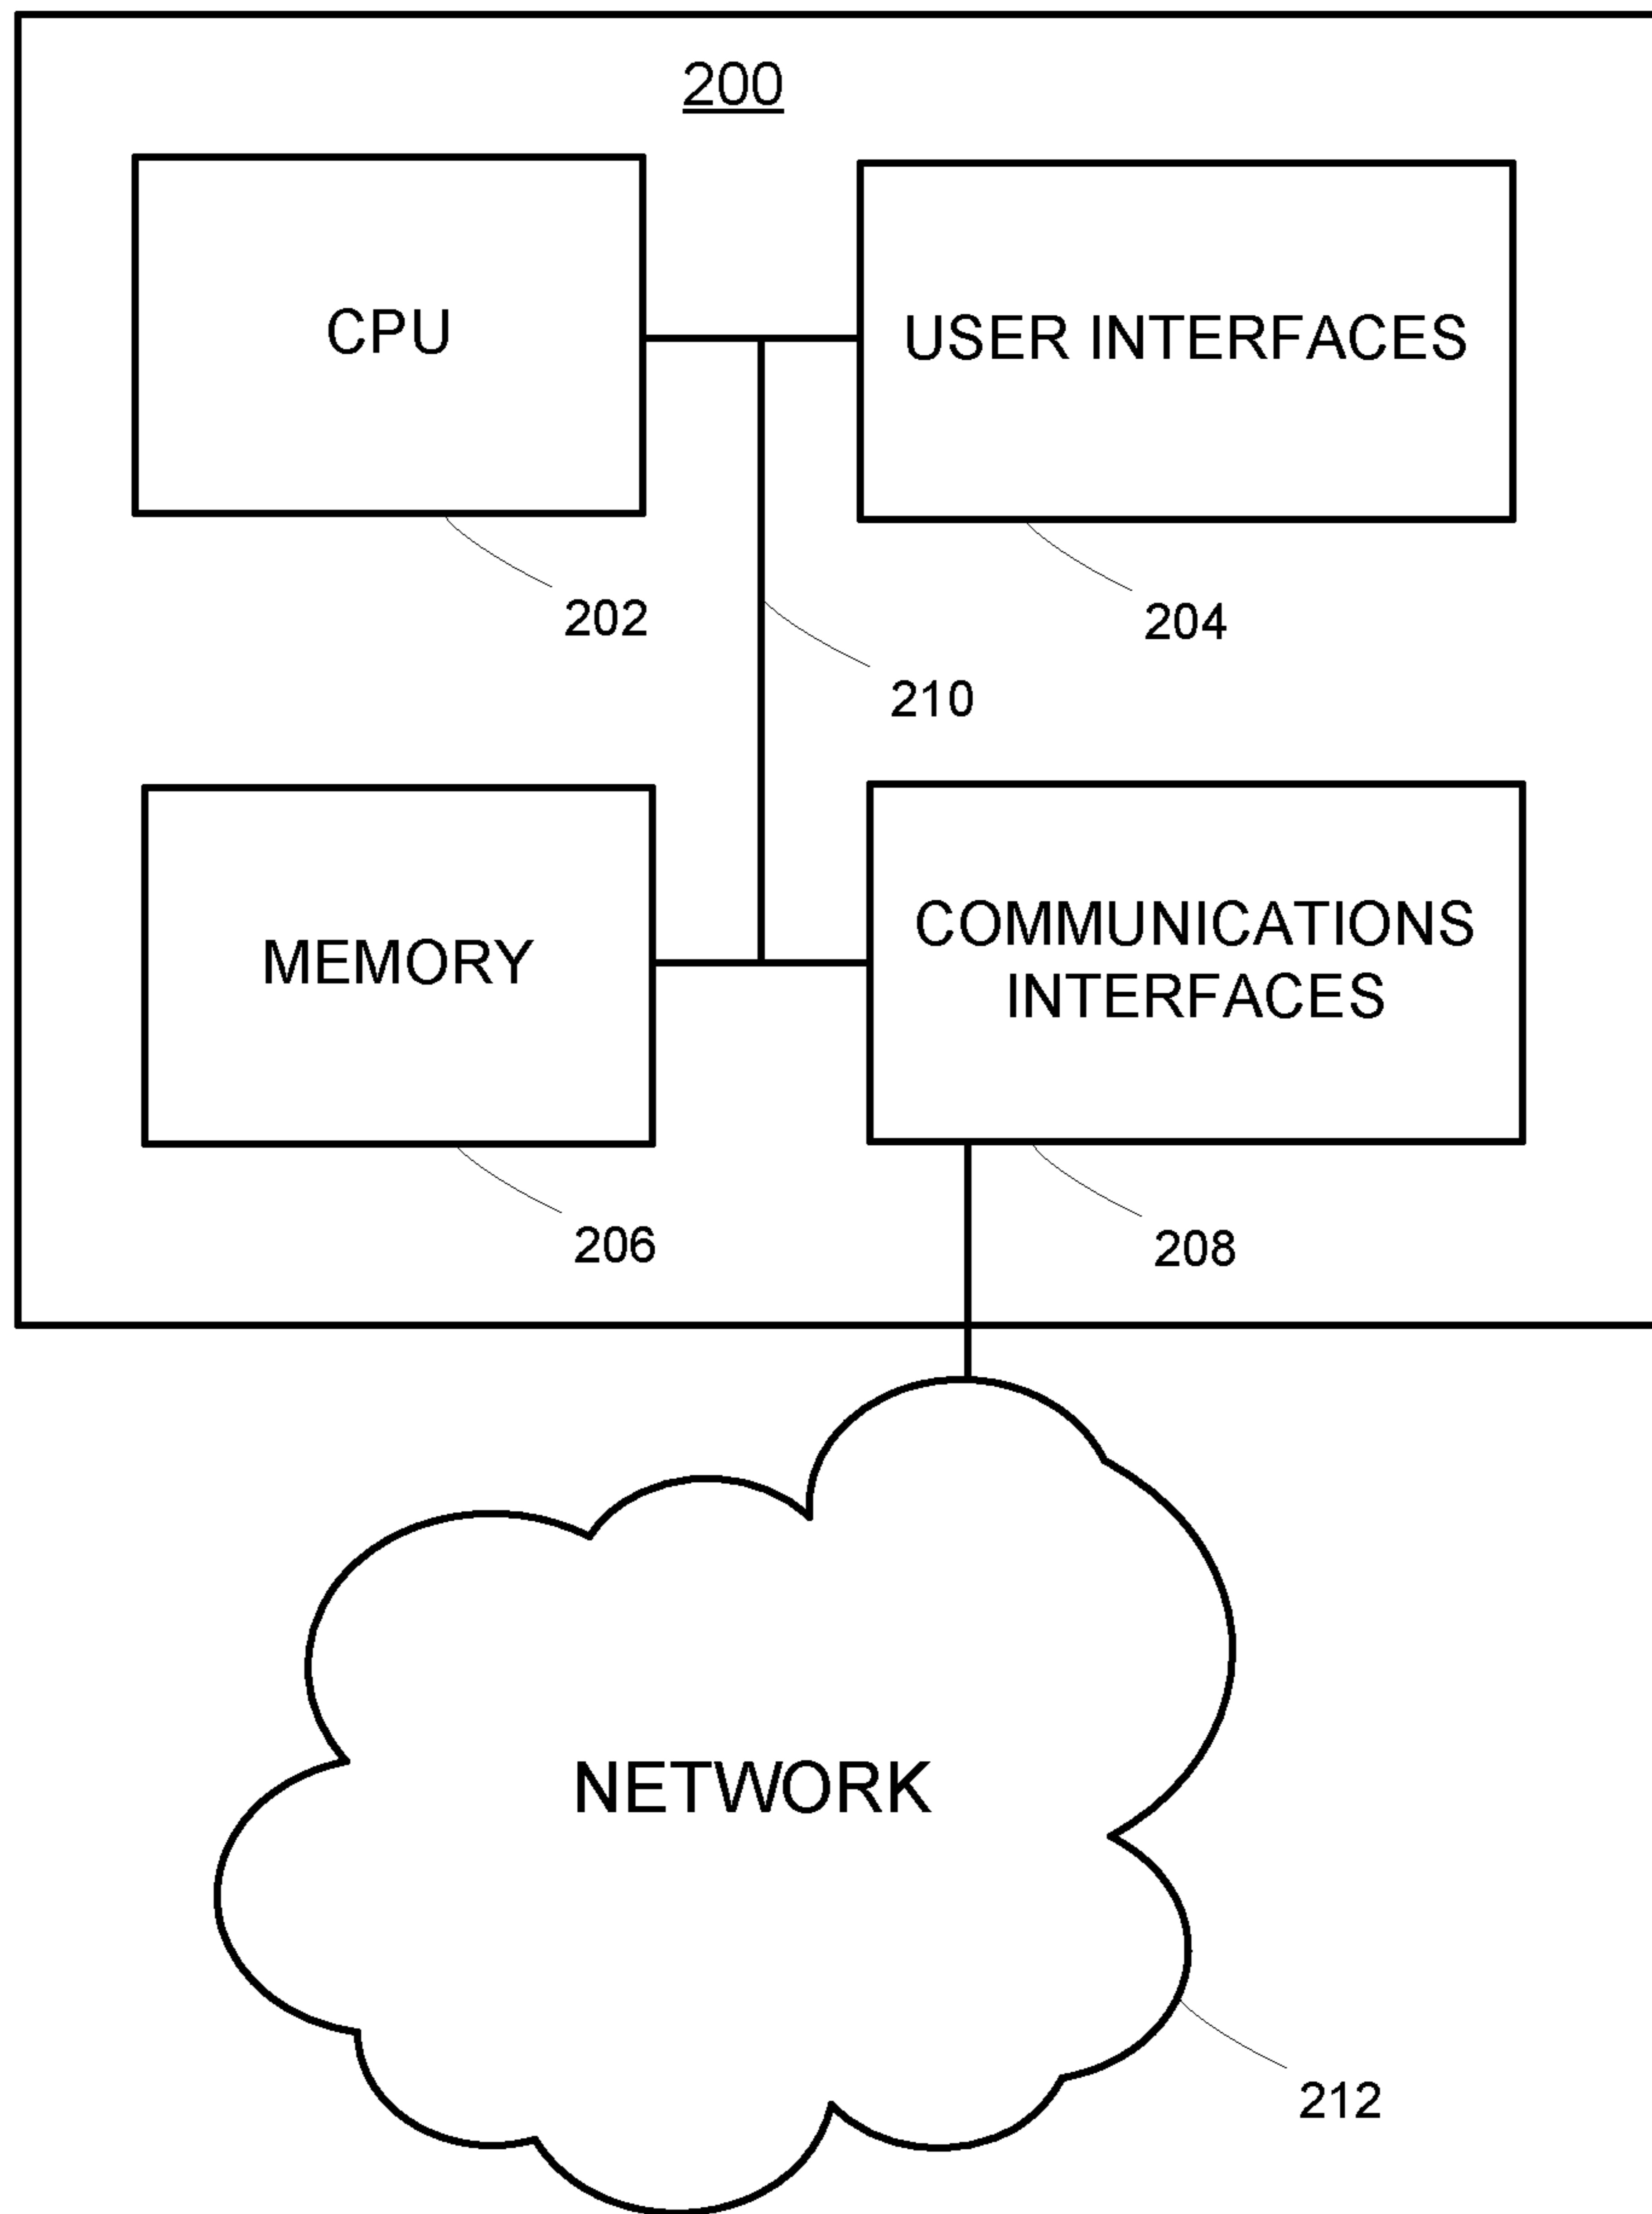 200
CPU
USER INTERFACES
202
204
210
MEMORY
COMMUNICATIONS
INTERFACES
206
208
NETWORK
212